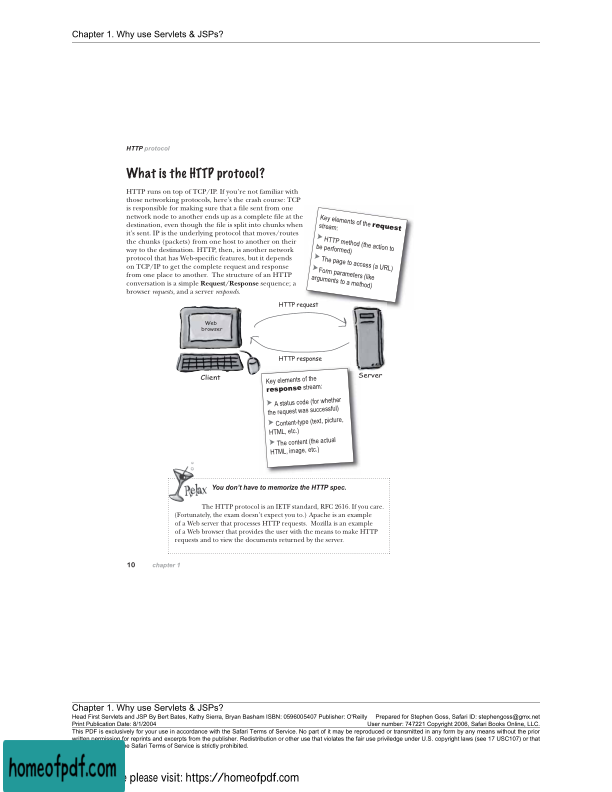 Chapter 1. Why use Servlets & JSPs?
HTTP protocol
What is the HTTP protocol?
HTTP runs on top of TCP/IP. If you're not familiar with
those networking protocols, here's the crash course: TCP
is responsible for making sure that a file sent from one
network node to another ends up as a complete file at the
destination, even though the file is split into chunks when
it's sent. IP is the underlying protocol that moves/routes
the chunks (packets) from one host to another on their
way to the destination. HTTP, then, is another network
protocol that has Web-specific features, but it depends
on TCP/IP to get the complete request and response
from one place to another. The structure of an HTTP
conversation is a simple Request/Response sequence; a
browser requests, and a server responds.
Key elements of the request
stream:
➤ HTTP method (the action to
be performed)
➤ The page to access (a URL)
➤ Form parameters (like
arguments to a method)
HTTP request
Web
browser
HTTP response
Client
Server
Key elements of the
response stream:
➤ A status code (for whether
the request was successful)
➤ Content-type (text, picture,
HTML, etc.)
➤ The content (the actual
HTML, image, etc.)
Relax
You don't have to memorize the HTTP spec.
The HTTP protocol is an IETF standard, RFC 2616. If you care.
(Fortunately, the exam doesn't expect you to.) Apache is an example
of a Web server that processes HTTP requests. Mozilla is an example
of a Web browser that provides the user with the means to make HTTP
requests and to view the documents returned by the server.
10 chapter 1
Chapter 1. Why use Servlets & JSPs?
Head First Servlets and JSP By Bert Bates, Kathy Sierra, Bryan Basham ISBN: 0596005407 Publisher: O'Reilly Prepared for Stephen Goss, Safari ID: stephengoss@gmx.net
Print Publication Date: 8/1/2004 User number: 747221 Copyright 2006, Safari Books Online, LLC.
This PDF is exclusively for your use in accordance with the Safari Terms of Service. No part of it may be reproduced or transmitted in any form by any means without the prior
written permission for reprints and excerpts from the publisher. Redistribution or other use that violates the fair use priviledge under U.S. copyright laws (see 17 USC107) or that
Safari Terms of Service is strictly prohibited.
homeofpdf.com
please visit: https://homeofpdf.com